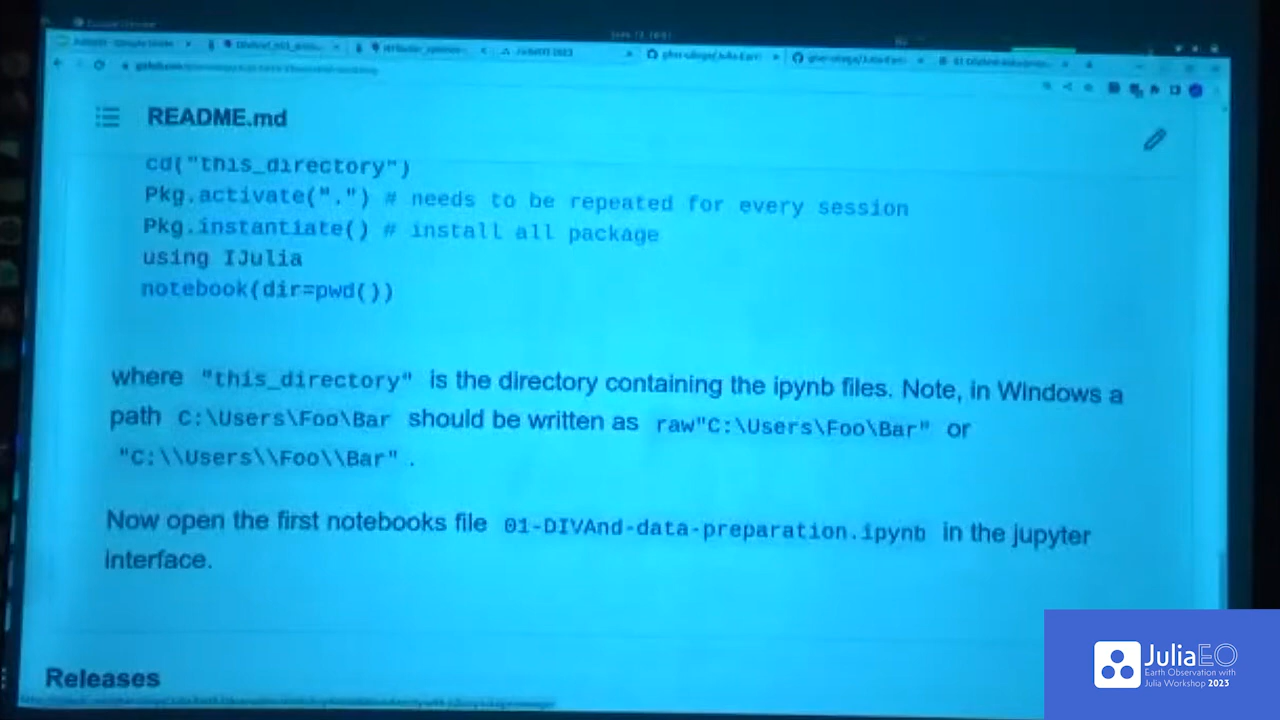 JuliaEO 2023
README.md
cd("this_directory")
Pkg.activate(".") # needs to be repeated for every session
Pkg.instantiate() # install all package
using IJulia
notebook(dir=pwd())
where "this_directory" is the directory containing the ipynb files. Note, in Windows a
path C:\Users\Foo\Bar should be written as raw"C:\Users\Foo\Bar" or
"C:\\Users\\Foo\\Bar" .
Now open the first notebooks file 01-DIVAnd-data-preparation.ipynb in the jupyter
interface.
Releases
JuliaEO
Earth Observation with
Julia Workshop 2023